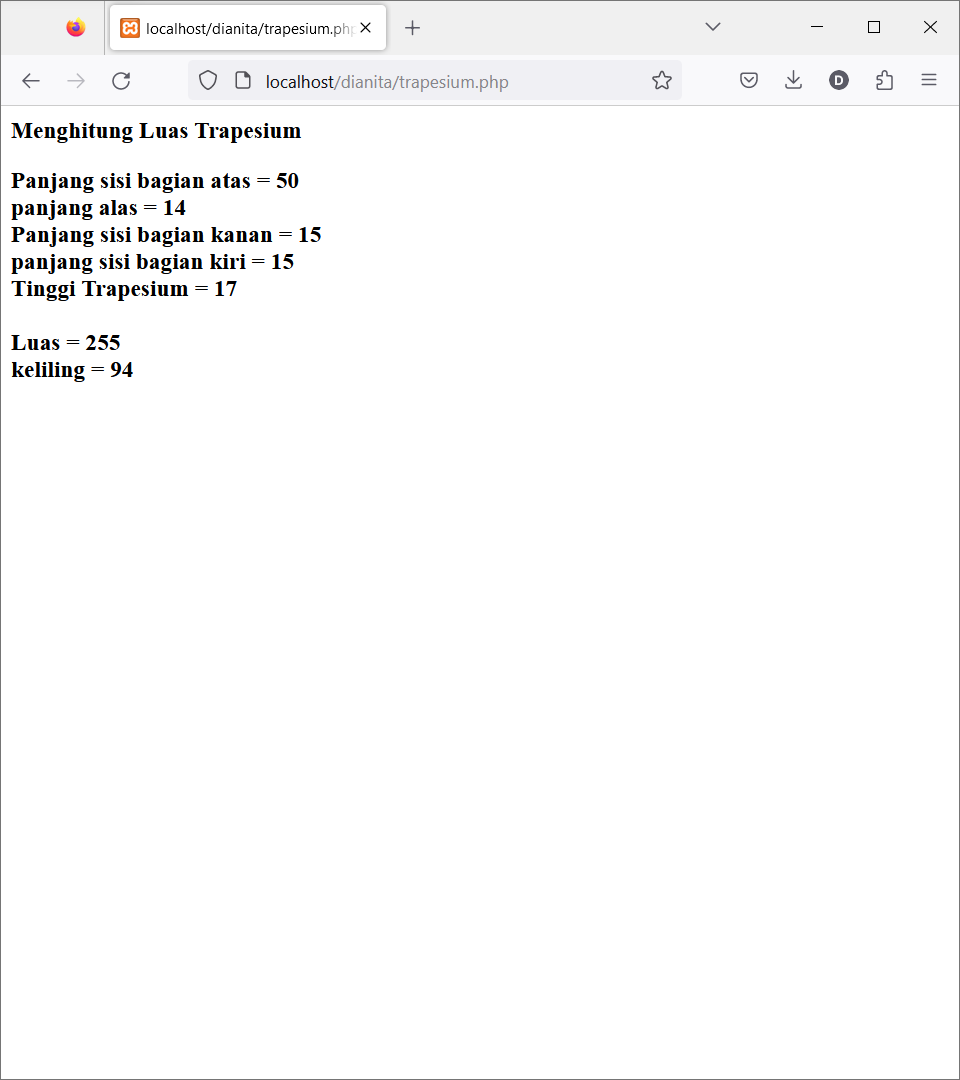 localhost/dianita/trapesium.php
localhost/dianita/trapesium.php
D
Menghitung Luas Trapesium
Panjang sisi bagian atas = 50
panjang alas = 14
Panjang sisi bagian kanan = 15
panjang sisi bagian kiri = 15
Tinggi Trapesium = 17
Luas = 255
keliling = 94